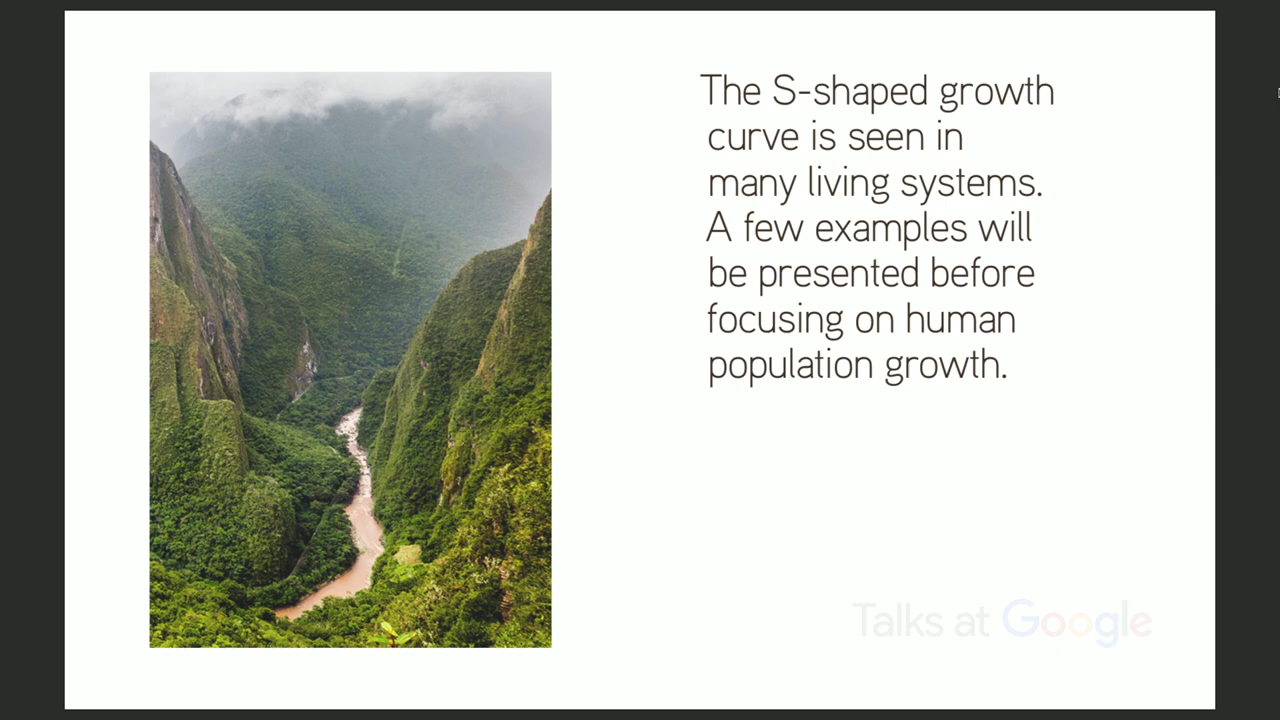 The S-shaped growth
curve is seen in
many living systems.
A few examples will
be presented before
focusing on human
population growth.
Talks at Google